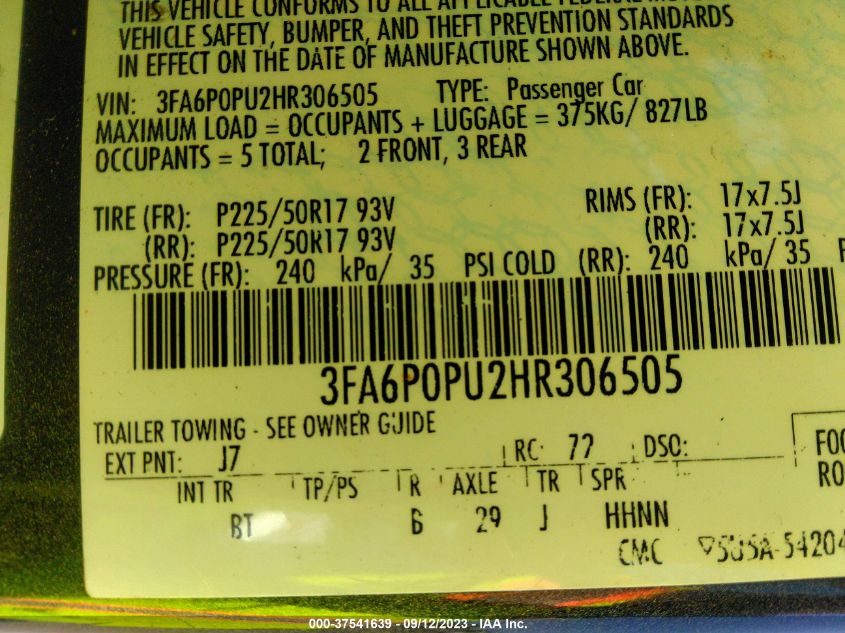 THIS VEHICLE CONFORMS TO ALL APPLICABLE FEDERAL
VEHICLE SAFETY, BUMPER, AND THEFT PREVENTION STANDARDS
IN EFFECT ON THE DATE OF MANUFACTURE SHOWN ABOVE.
VIN: 3FA6P0PU2HR306505 TYPE: Passenger Car
MAXIMUM LOAD = OCCUPANTS + LUGGAGE = 375KG/ 827LB
OCCUPANTS = 5 TOTAL; 2 FRONT, 3 REAR
TIRE (FR): P225/50R17 93V RIMS (FR): 17x7.5J
(RR): P225/50R17 93V (RR): 17x7.5J
PRESSURE (FR): 240 kPa/ 35 PSI COLD (RR): 240 kPa/ 35
3FA6P0PU2HR306505
TRAILER TOWING - SEE OWNER GUIDE
EXT PNT: J7 RC: 77 DSO:
INT TR TP/PS R AXLE TR SPR
BT 6 29 J HHNN
CMC
000-37541639 - 09/12/2023 - IAA Inc.